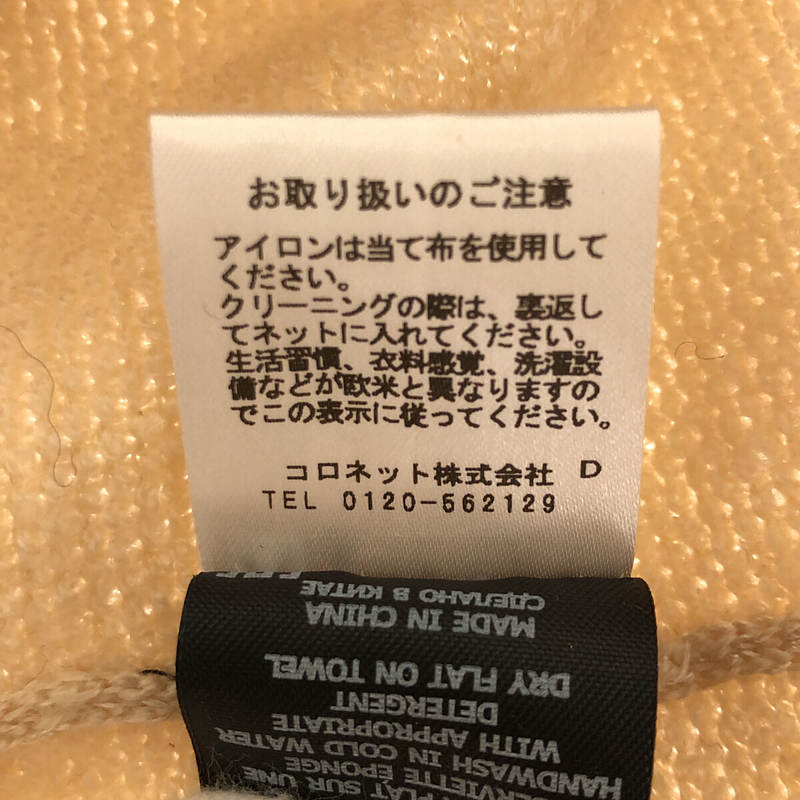 お取り扱いのご注意
アイロンは当て布を使用して
ください。
クリーニングの際は、裏返し
てネットに入れてください。
生活習慣、衣料感覚、洗濯設
備などが欧米と異なりますの
でこの表示に従ってください。
コロネット株式会社 D
TEL 0120-562129
PLAT SUR UNE
SERVIETTE EPONGE
HANDWASH IN COLD WATER
WITH APPROPRIATE
DETERGENT
DRY FLAT ON TOWEL
MADE IN CHINA
СДЕЛАНО В КИТАЕ